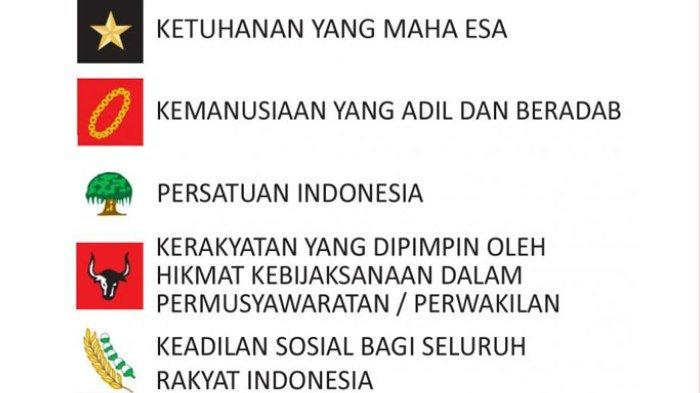 KETUHANAN YANG MAHA ESA
KEMANUSIAAN YANG ADIL DAN BERADAB
PERSATUAN INDONESIA
KERAKYATAN YANG DIPIMPIN OLEH
HIKMAT KEBIJAKSANAAN DALAM
PERMUSYAWARATAN / PERWAKILAN
KEADILAN SOSIAL BAGI SELURUH
RAKYAT INDONESIA